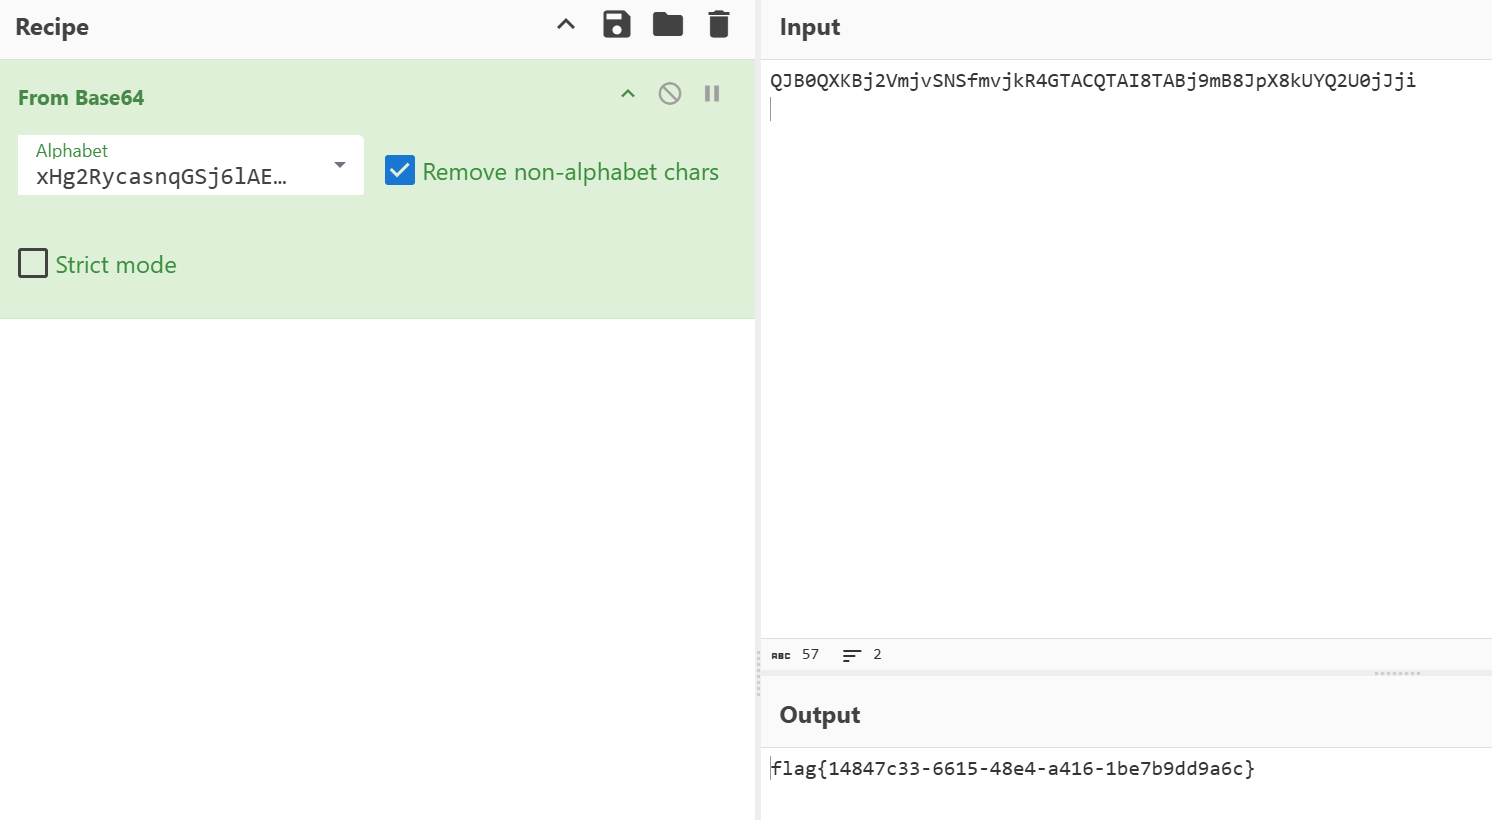 Recipe
From Base64
Alphabet
xHg2RycasnqGSj6lAE…
Remove non-alphabet chars
Strict mode
Input
QJB0QXKBj2VmjvSNSfmvjkR4GTACQTAI8TABj9mB8JpX8kUYQ2U0jJji
ABC 57 2
Output
flag{14847c33-6615-48e4-a416-1be7b9dd9a6c}